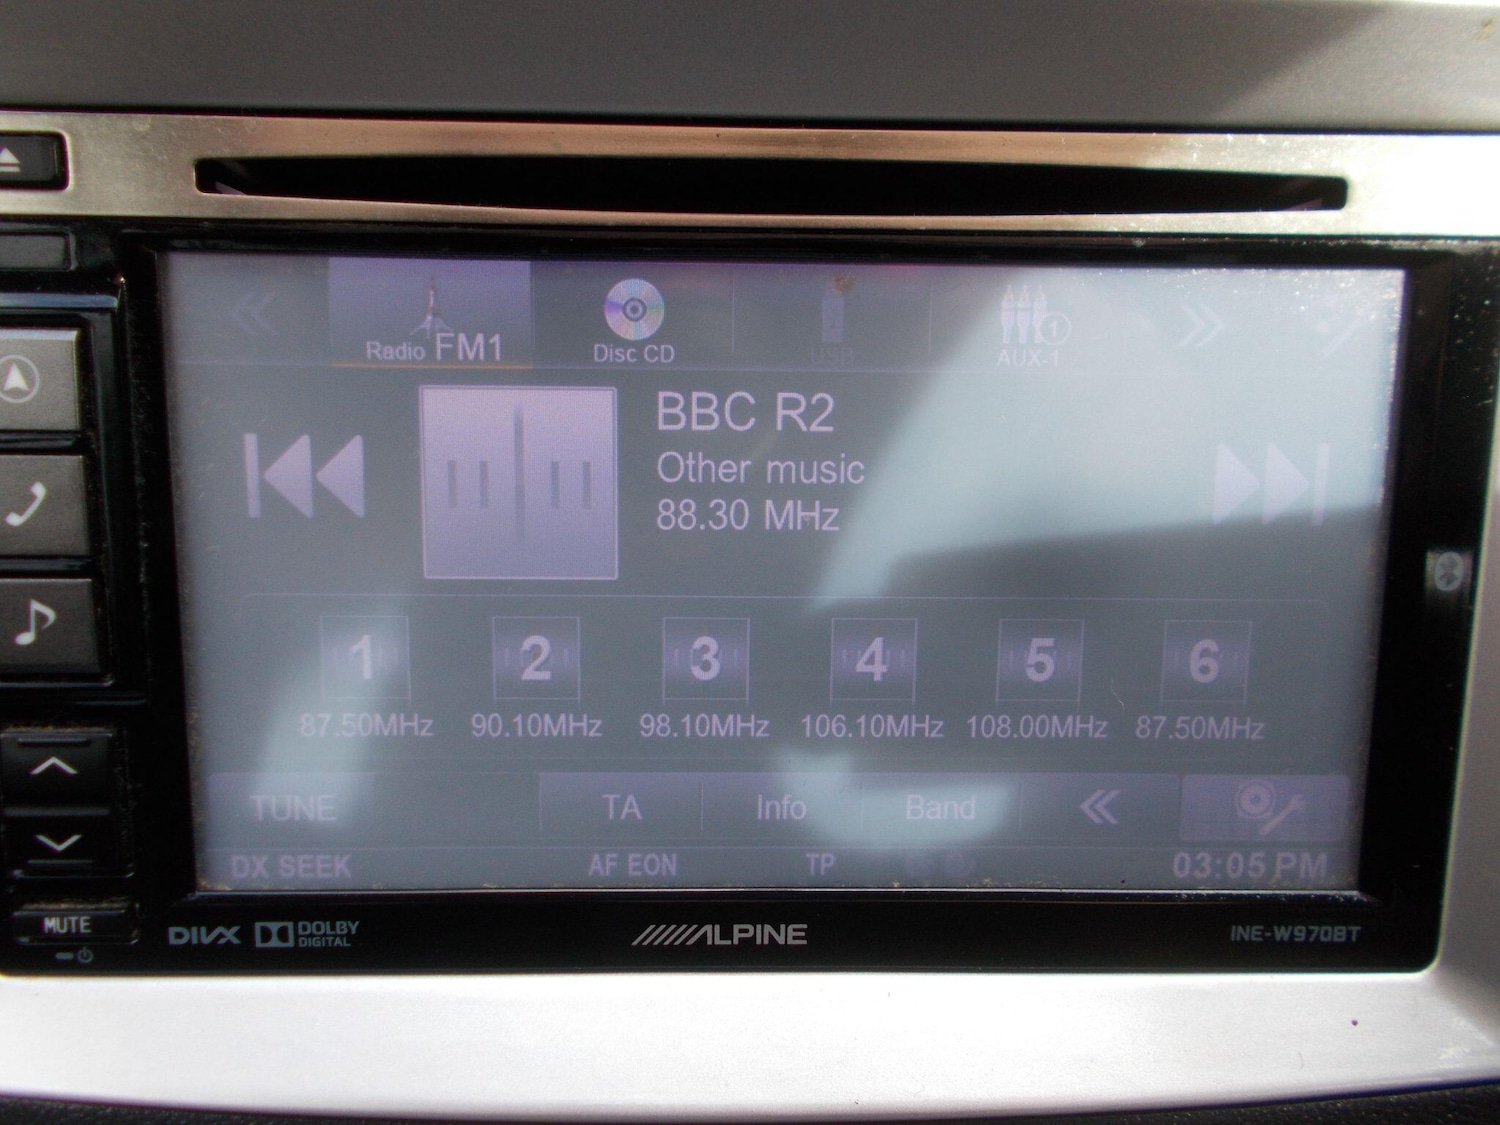 Radio FM1
Disc CD
USB
AUX-1
1
BBC R2
Other music
88.30 MHz
1
2
3
4
5
6
87.50MHz
90.10MHz
98.10MHz
106.10MHz
108.00MHz
87.50MHz
TUNE
TA
Info
Band
DX SEEK
AF EON
TP
03:05 PM
MUTE
DIVX
DOLBY
DIGITAL
ALPINE
INE-W970BT